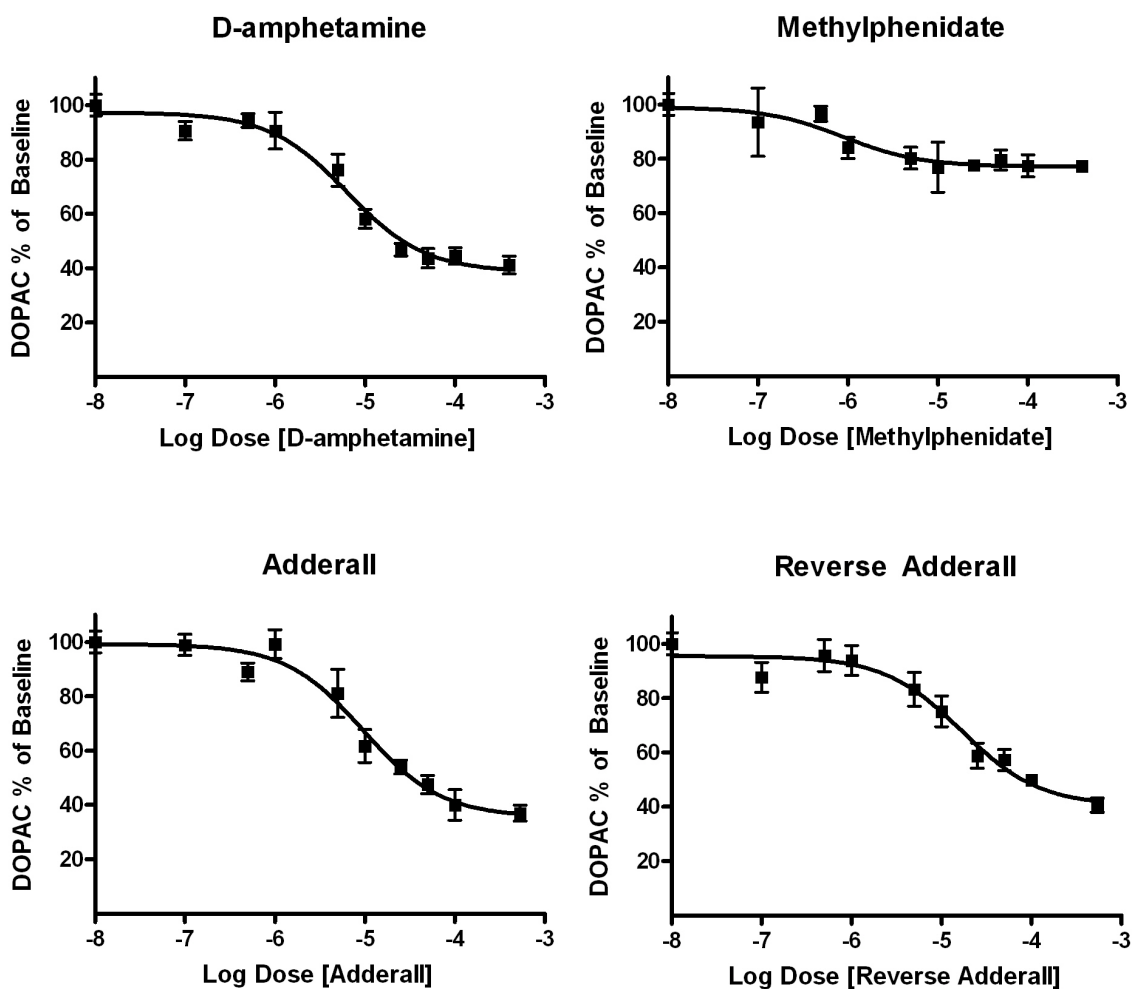 D-amphetamine
DOPAC % of Baseline
100
80
60
40
20
-8 -7 -6 -5 -4 -3
Log Dose [D-amphetamine]
Methylphenidate
DOPAC % of Baseline
100
80
60
40
20
-8 -7 -6 -5 -4 -3
Log Dose [Methylphenidate]
Adderall
DOPAC % of Baseline
100
80
60
40
20
-8 -7 -6 -5 -4 -3
Log Dose [Adderall]
Reverse Adderall
DOPAC % of Baseline
100
80
60
40
20
-8 -7 -6 -5 -4 -3
Log Dose [Reverse Adderall]